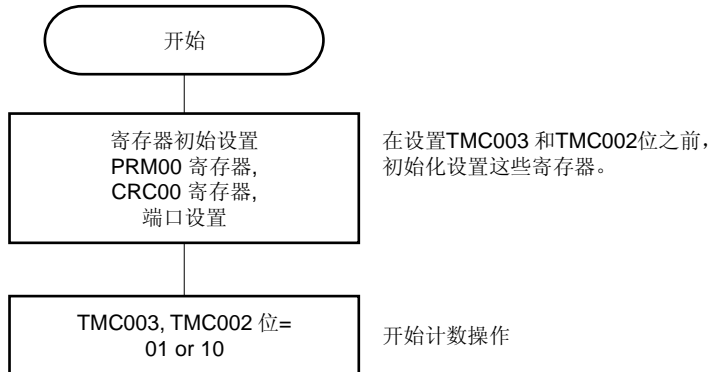 开始
寄存器初始设置
PRM00 寄存器,
CRC00 寄存器,
端口设置
在设置TMC003 和TMC002位之前，
初始化设置这些寄存器。
TMC003, TMC002 位=
01 or 10
开始计数操作